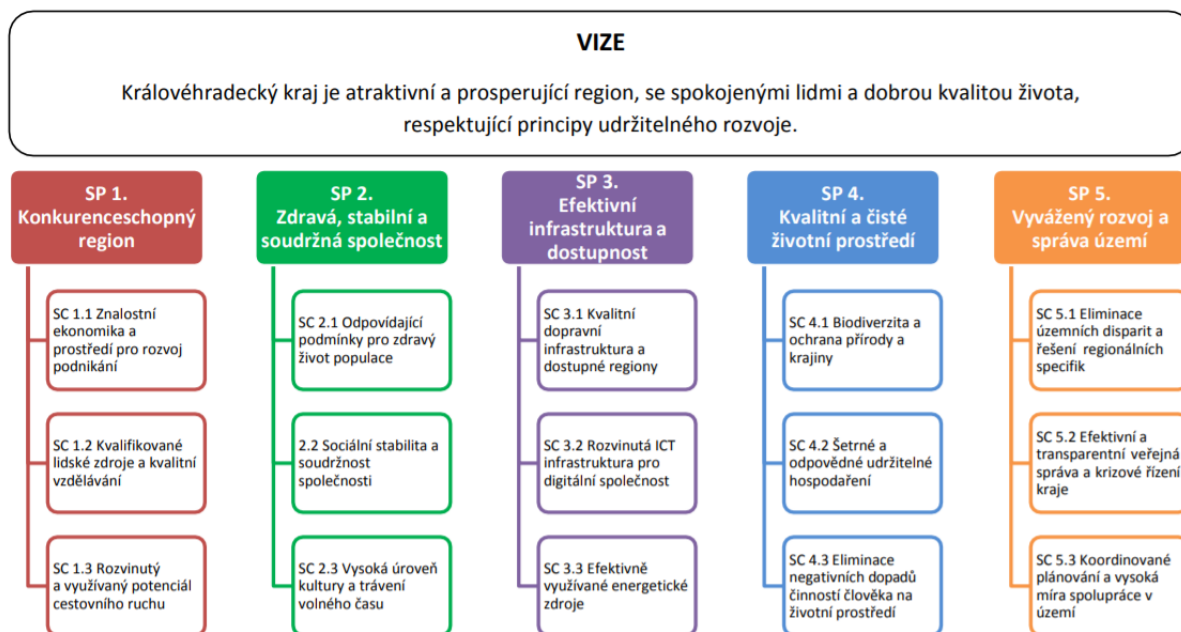 VIZE
Královéhradecký kraj je atraktivní a prosperující region, se spokojenými lidmi a dobrou kvalitou života,
respektující principy udržitelného rozvoje.
SP 1.
Konkurenceschopný
region
SC 1.1 Znalostní
ekonomika a
prostředí pro rozvoj
podnikání
SC 1.2 Kvalifikované
lidské zdroje a kvalitní
vzdělávání
SC 1.3 Rozvinutý
a využívaný potenciál
cestovního ruchu
SP 2.
Zdravá, stabilní a
soudržná společnost
SC 2.1 Odpovídající
podmínky pro zdravý
život populace
2.2 Sociální stabilita a
soudržnost
společnosti
SC 2.3 Vysoká úroveň
kultury a trávení
volného času
SP 3.
Efektivní
infrastruktura a
dostupnost
SC 3.1 Kvalitní
dopravní
infrastruktura a
dostupné regiony
SC 3.2 Rozvinutá ICT
infrastruktura pro
digitální společnost
SC 3.3 Efektivně
využívané energetické
zdroje
SP 4.
Kvalitní a čisté
životní prostředí
SC 4.1 Biodiverzita a
ochrana přírody a
krajiny
SC 4.2 Šetrné a
odpovědné udržitelné
hospodaření
SC 4.3 Eliminace
negativních dopadů
činností člověka na
životní prostředí
SP 5.
Vyvážený rozvoj a
správa území
SC 5.1 Eliminace
územních disparit a
řešení regionálních
specifik
SC 5.2 Efektivní a
transparentní veřejná
správa a krizové řízení
kraje
SC 5.3 Koordinované
plánování a vysoká
míra spolupráce v
území